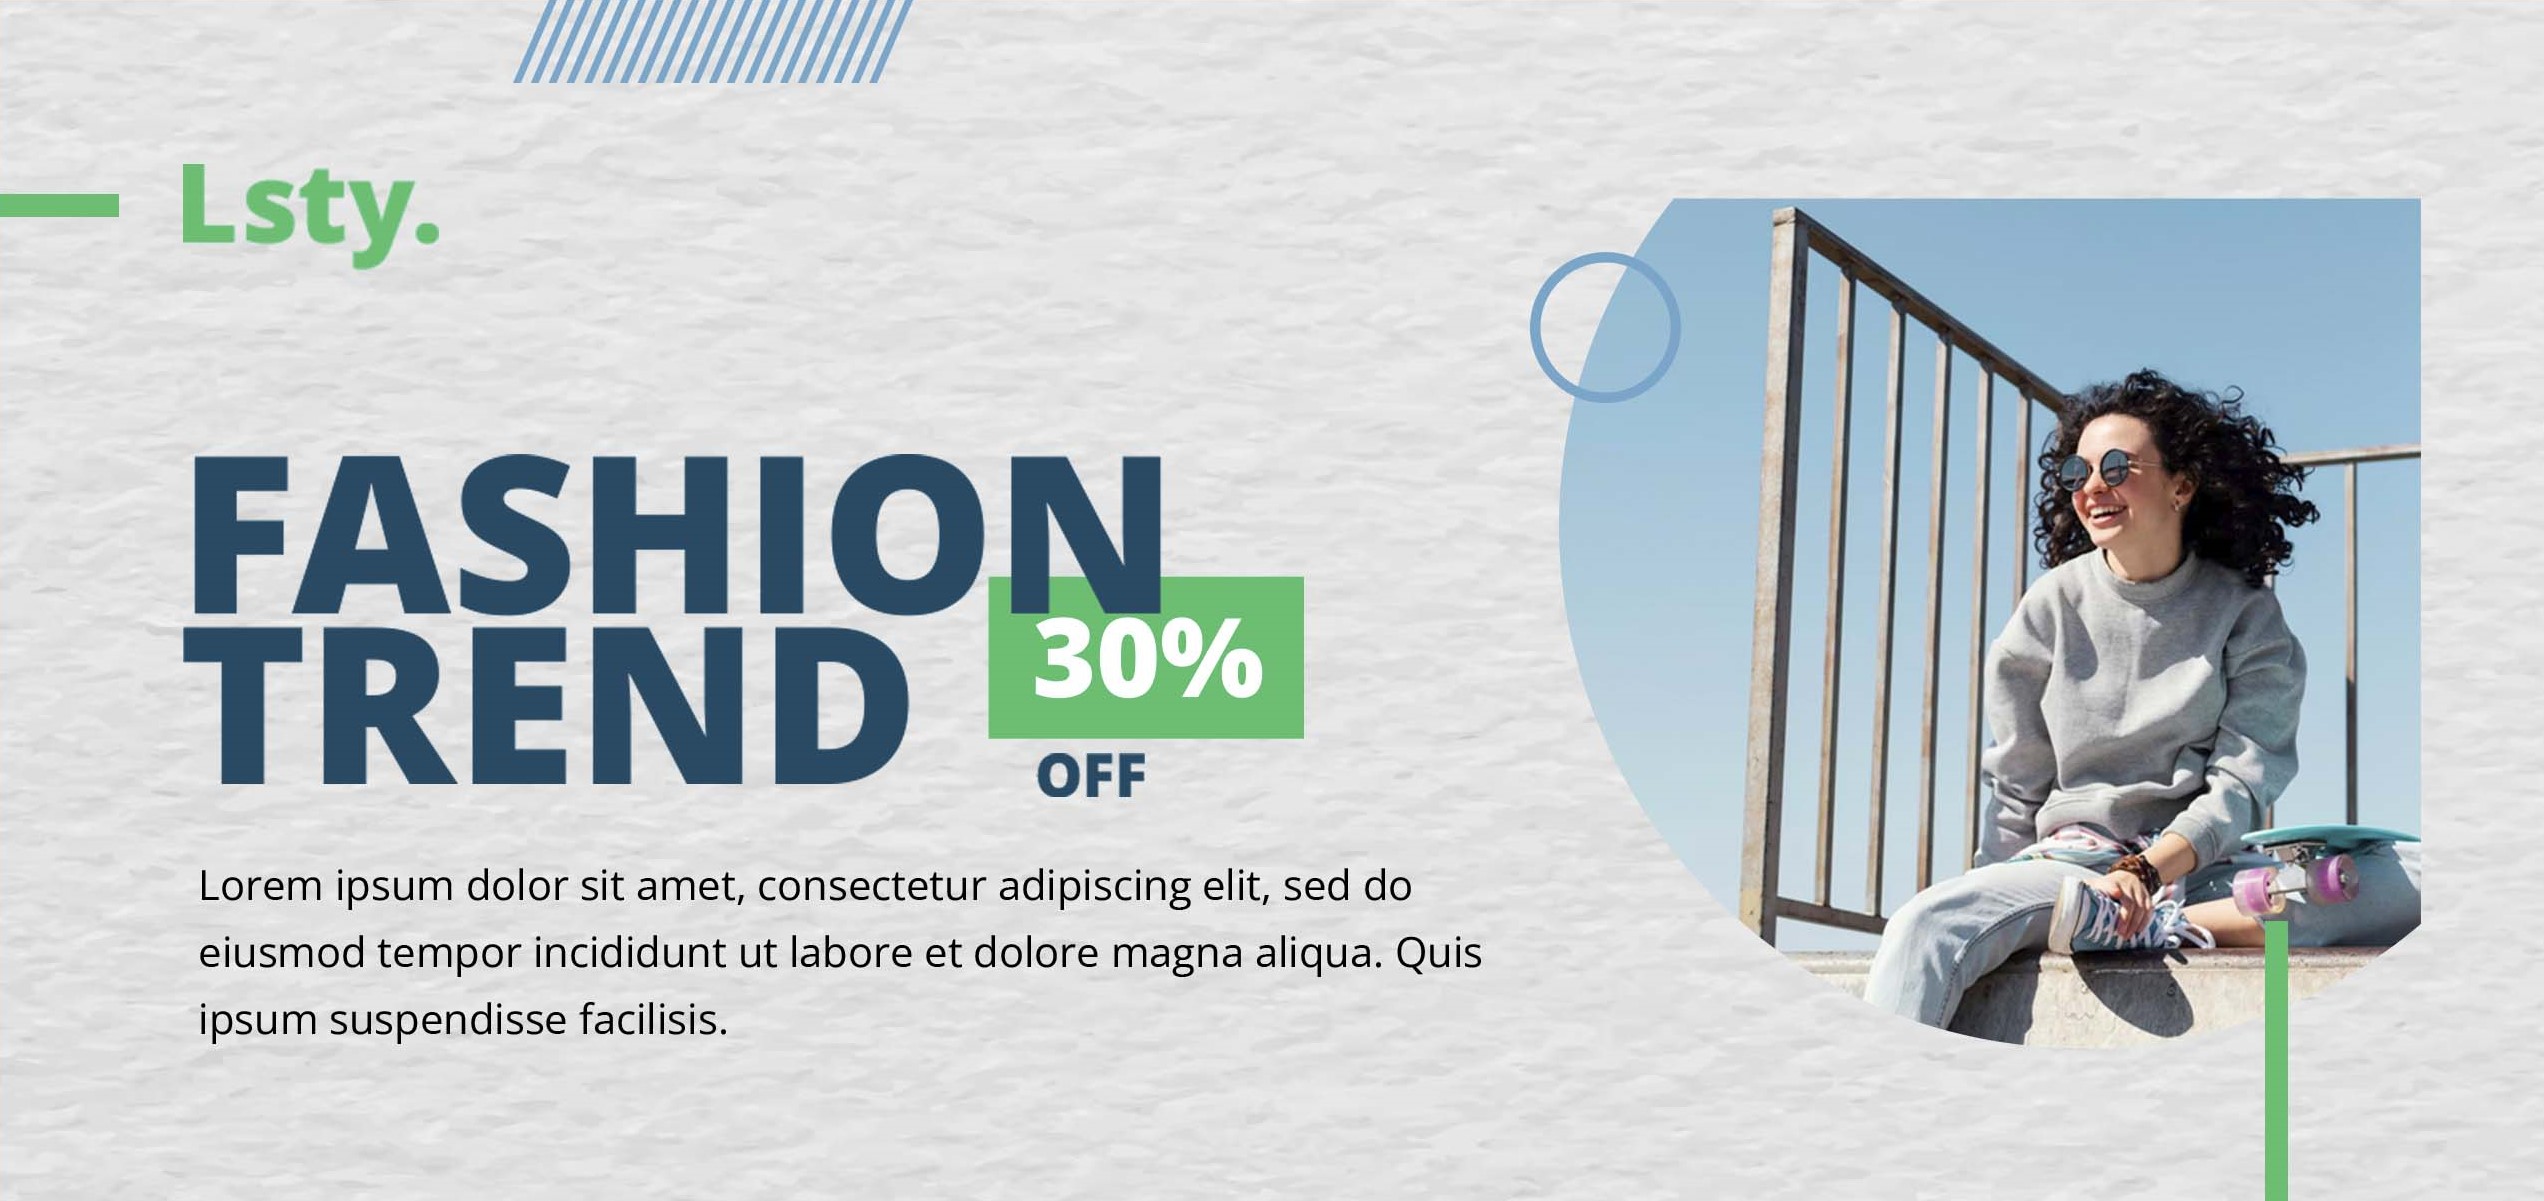 Lsty.
FASHION
TREND
30%
OFF
Lorem ipsum dolor sit amet, consectetur adipiscing elit, sed do
eiusmod tempor incididunt ut labore et dolore magna aliqua. Quis
ipsum suspendisse facilisis.